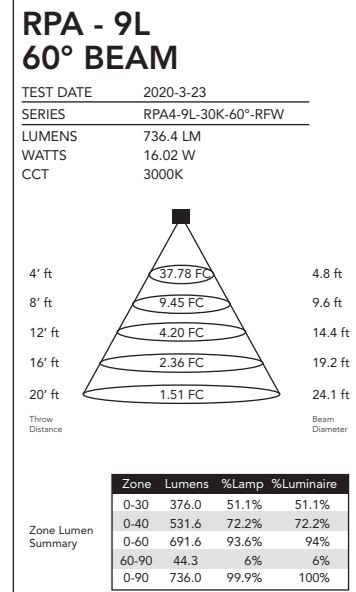 RPA - 9L
60° BEAM
TEST DATE 2020-3-23
SERIES RPA4-9L-30K-60°-RFW
LUMENS 736.4 LM
WATTS 16.02 W
CCT 3000K
4' ft 37.78 FC 4.8 ft
8' ft 9.45 FC 9.6 ft
12' ft 4.20 FC 14.4 ft
16' ft 2.36 FC 19.2 ft
20' ft 1.51 FC 24.1 ft
Throw Beam
Distance Diameter
Zone Lumen
Summary
Zone Lumens %Lamp %Luminaire
0-30 376.0 51.1% 51.1%
0-40 531.6 72.2% 72.2%
0-60 691.6 93.6% 94%
60-90 44.3 6% 6%
0-90 736.0 99.9% 100%